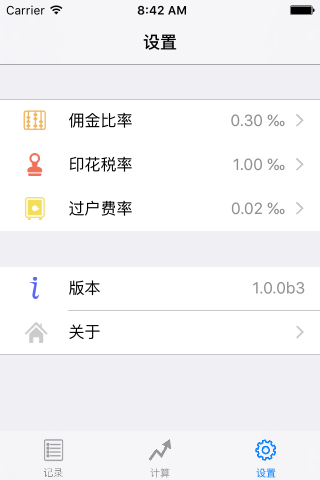 Carrier 8:42 AM
设置
佣金比率 0.30 ‰
印花税率 1.00 ‰
过户费率 0.02 ‰
版本 1.0.0b3
关于
记录 计算 设置